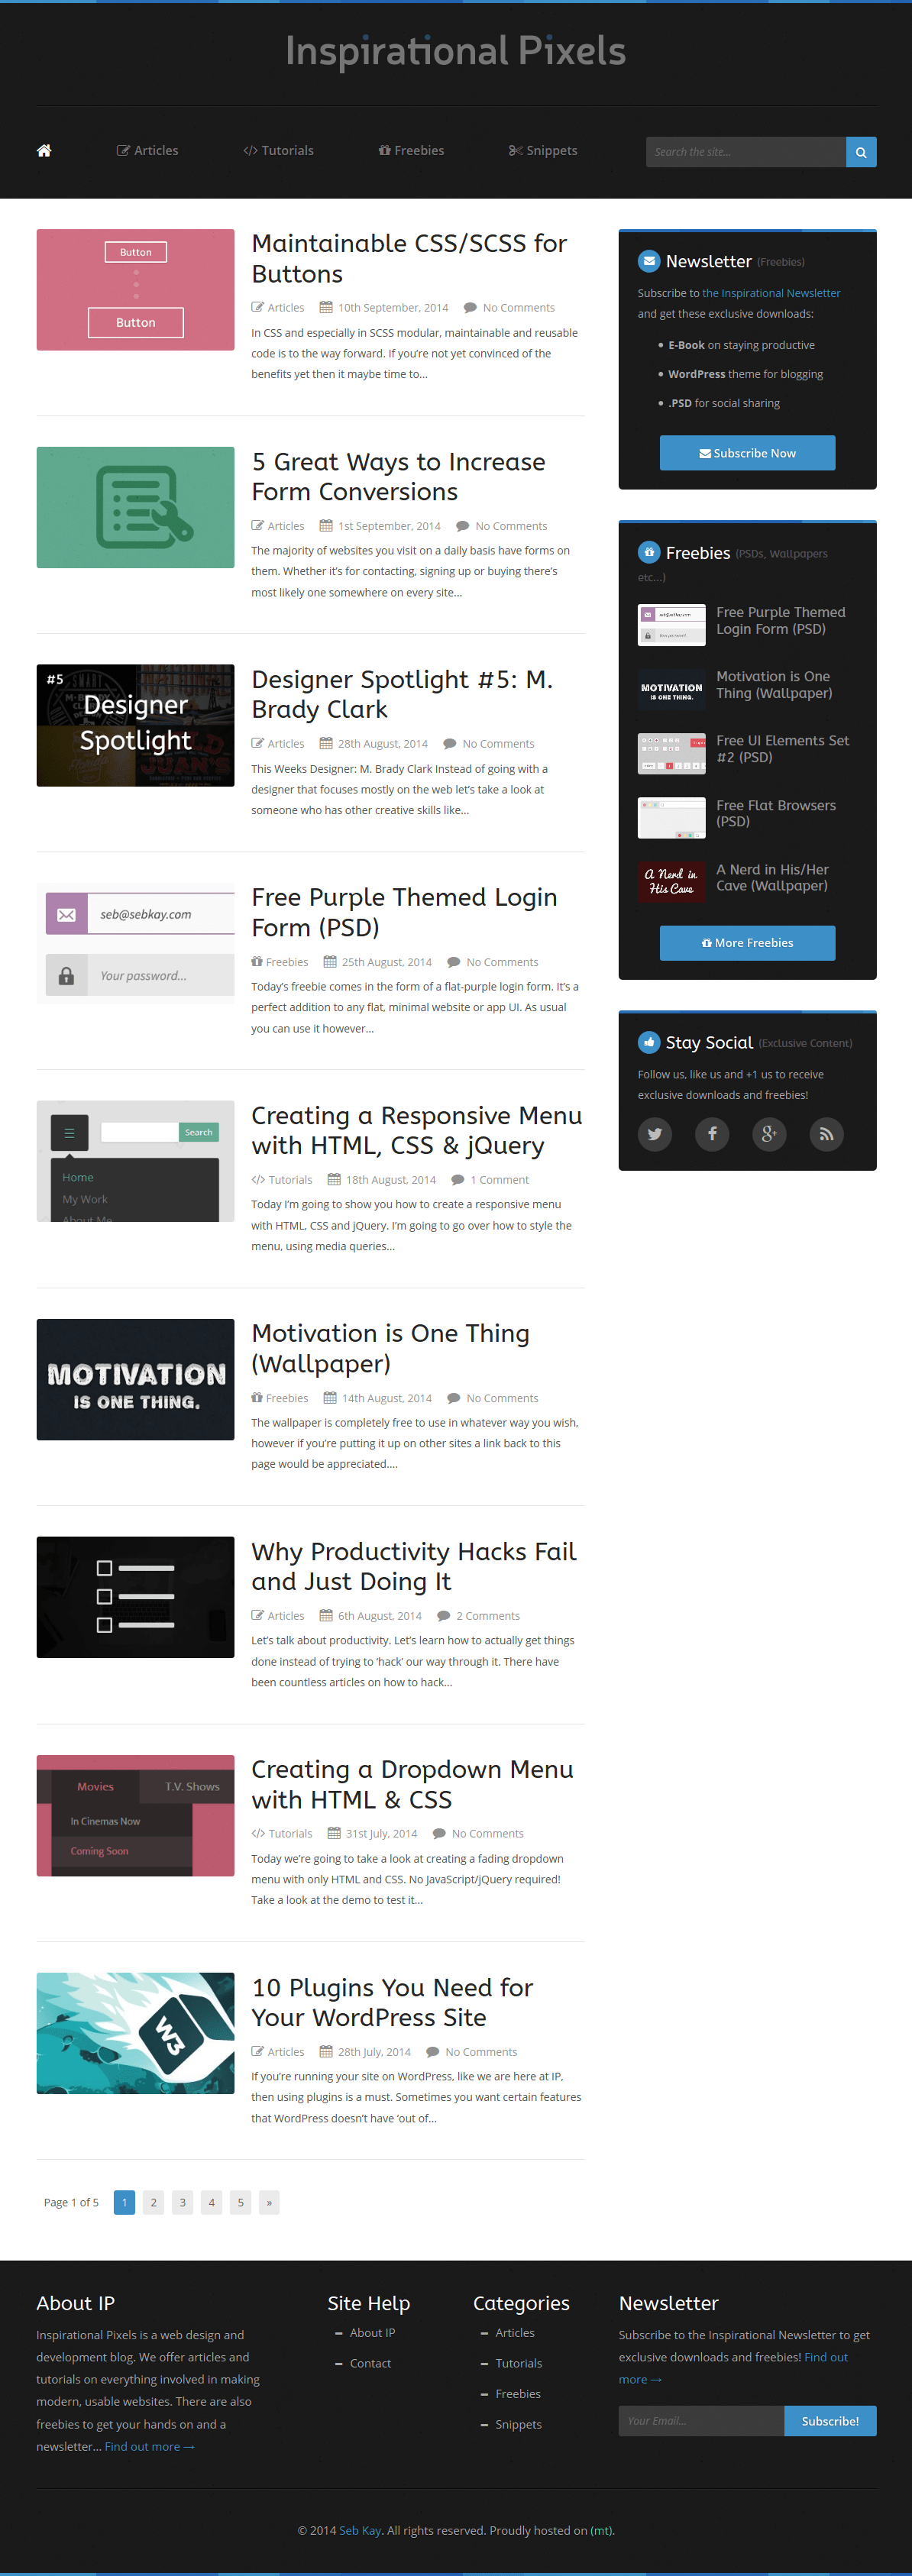 Inspirational Pixels
Articles
Tutorials
Freebies
Snippets
Search the site...
Button
Button
Maintainable CSS/SCSS for
Buttons
Articles 10th September, 2014 No Comments
In CSS and especially in SCSS modular, maintainable and reusable
code is to the way forward. If you’re not yet convinced of the
benefits yet then it maybe time to...
5 Great Ways to Increase
Form Conversions
Articles 1st September, 2014 No Comments
The majority of websites you visit on a daily basis have forms on
them. Whether it’s for contacting, signing up or buying there’s
most likely one somewhere on every site...
#5
Designer
Spotlight
Designer Spotlight #5: M.
Brady Clark
Articles 28th August, 2014 No Comments
This Weeks Designer: M. Brady Clark Instead of going with a
designer that focuses mostly on the web let’s take a look at
someone who has other creative skills like...
seb@sebkay.com
Your password...
Free Purple Themed Login
Form (PSD)
Freebies 25th August, 2014 No Comments
Today’s freebie comes in the form of a flat-purple login form. It’s a
perfect addition to any flat, minimal website or app UI. As usual
you can use it however...
Search
Home
My Work
About Me
Creating a Responsive Menu
with HTML, CSS & jQuery
Tutorials 18th August, 2014 1 Comment
Today I’m going to show you how to create a responsive menu
with HTML, CSS and jQuery. I’m going to go over how to style the
menu, using media queries...
MOTIVATION
IS ONE THING.
Motivation is One Thing
(Wallpaper)
Freebies 14th August, 2014 No Comments
The wallpaper is completely free to use in whatever way you wish,
however if you’re putting it up on other sites a link back to this
page would be appreciated....
Why Productivity Hacks Fail
and Just Doing It
Articles 6th August, 2014 2 Comments
Let’s talk about productivity. Let’s learn how to actually get things
done instead of trying to ‘hack’ our way through it. There have
been countless articles on how to hack...
Movies T.V. Shows
In Cinemas Now
Coming Soon
Creating a Dropdown Menu
with HTML & CSS
Tutorials 31st July, 2014 No Comments
Today we’re going to take a look at creating a fading dropdown
menu with only HTML and CSS. No JavaScript/jQuery required!
Take a look at the demo to test it...
W3
10 Plugins You Need for
Your WordPress Site
Articles 28th July, 2014 No Comments
If you’re running your site on WordPress, like we are here at IP,
then using plugins is a must. Sometimes you want certain features
that WordPress doesn’t have ‘out of...
Page 1 of 5 1 2 3 4 5 »
Newsletter (Freebies)
Subscribe to the Inspirational Newsletter
and get these exclusive downloads:
E-Book on staying productive
WordPress theme for blogging
.PSD for social sharing
Subscribe Now
Freebies (PSDs, Wallpapers
etc...)
Free Purple Themed
Login Form (PSD)
MOTIVATION
IS ONE THING.
Motivation is One
Thing (Wallpaper)
Free UI Elements Set
#2 (PSD)
Free Flat Browsers
(PSD)
A Nerd in
His Cave
A Nerd in His/Her
Cave (Wallpaper)
More Freebies
Stay Social (Exclusive Content)
Follow us, like us and +1 us to receive
exclusive downloads and freebies!
About IP
Inspirational Pixels is a web design and
development blog. We offer articles and
tutorials on everything involved in making
modern, usable websites. There are also
freebies to get your hands on and a
newsletter... Find out more →
Site Help
About IP
Contact
Categories
Articles
Tutorials
Freebies
Snippets
Newsletter
Subscribe to the Inspirational Newsletter to get
exclusive downloads and freebies! Find out
more →
Your Email...
Subscribe!
© 2014 Seb Kay. All rights reserved. Proudly hosted on (mt).